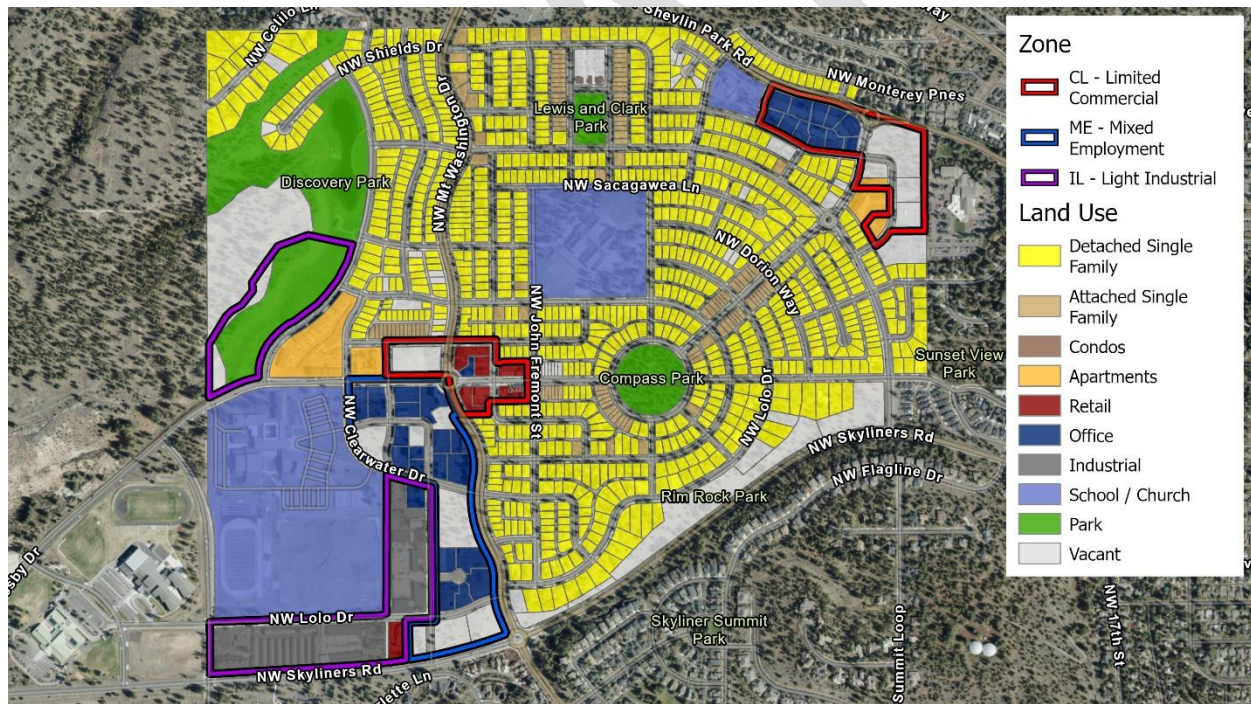 NW Celilo Ln
NW Shields Dr
NW Mt Washington Dr
Shevlin Park Rd
NW Monterey Pnes
Lewis and Clark
Park
Discovery Park
NW Sacagawea Ln
NW Dorion Way
NW John Fremont St
Compass Park
Sunset View
Park
NW Lolo Dr
NW Skyliners Rd
NW Flagline Dr
NW Clearwater Dr
Rim Rock Park
NW Lolo Dr
Skyliner Summit
Park
Summit Loop
NW 17th St
NW Skyliners Rd
Zone
CL - Limited
Commercial
ME - Mixed
Employment
IL - Light Industrial
Land Use
Detached Single
Family
Attached Single
Family
Condos
Apartments
Retail
Office
Industrial
School / Church
Park
Vacant